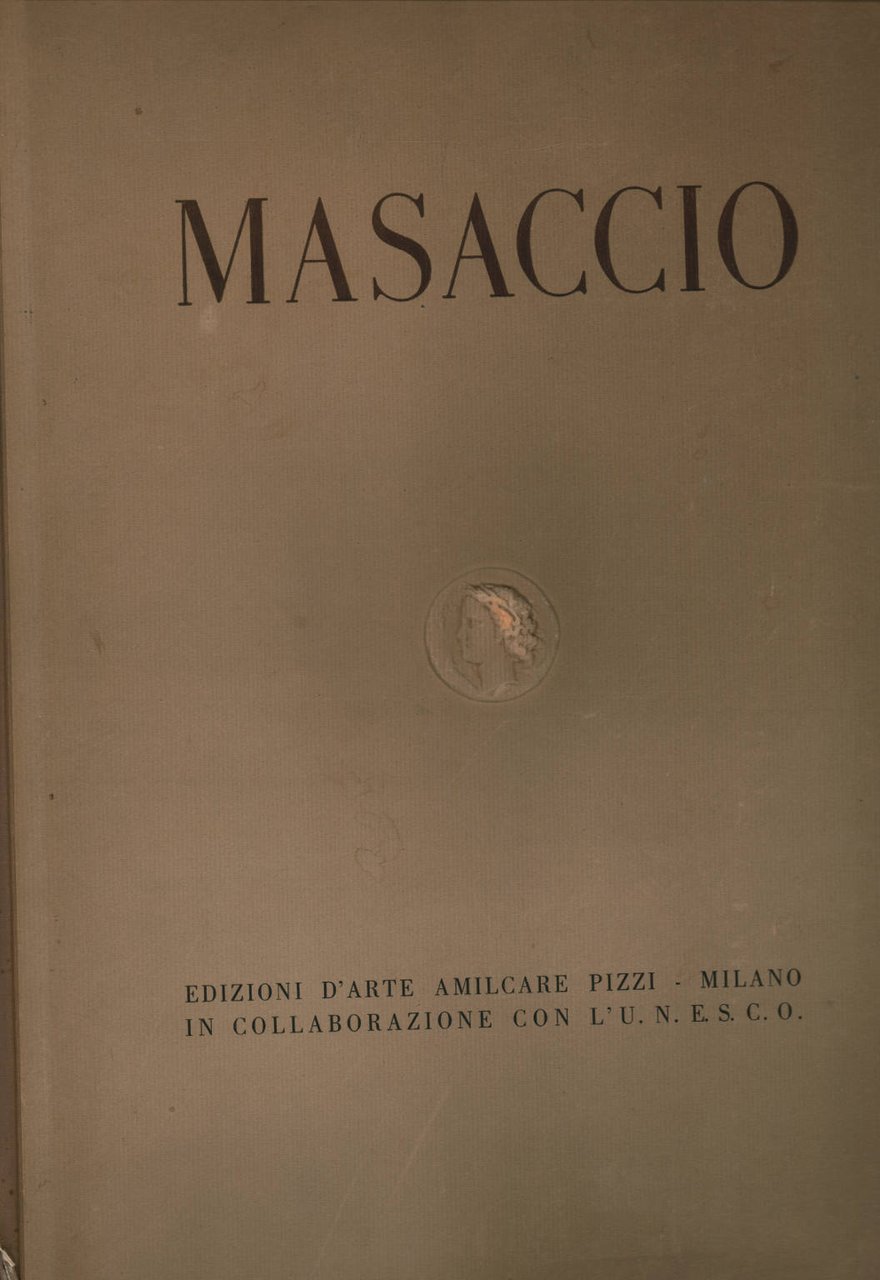 MASACCIO
EDIZIONI D'ARTE AMILCARE PIZZI - MILANO
IN COLLABORAZIONE CON L'U. N. E. S. C. O.